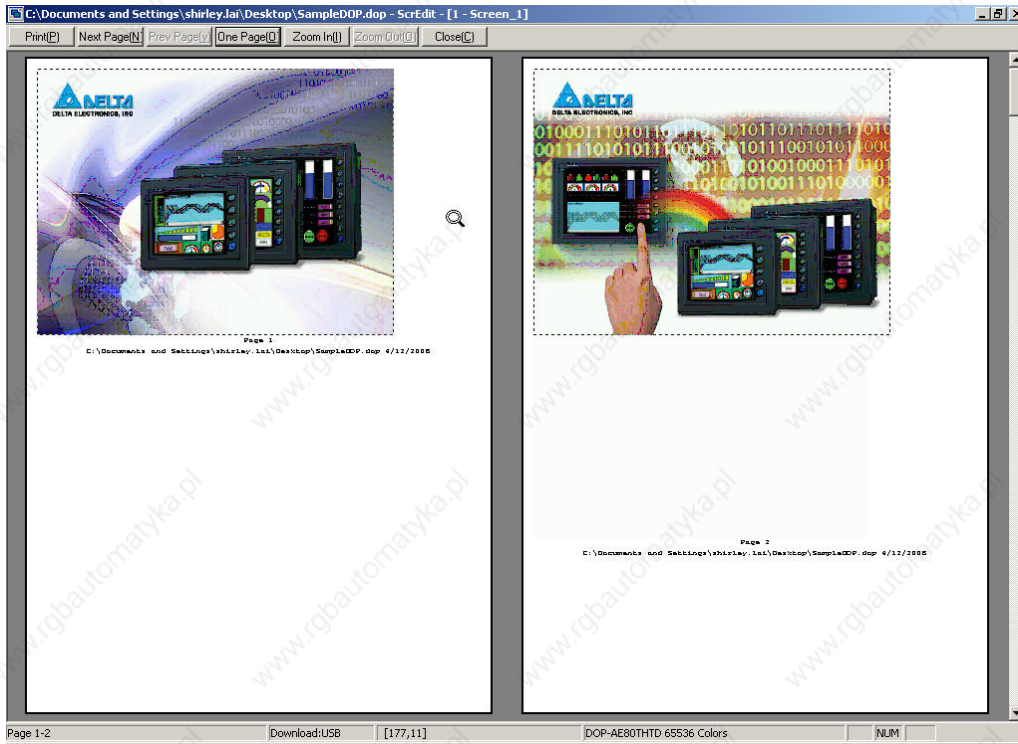 C:\Documents and Settings\shirley.lai\Desktop\SampleDOP.dop - ScrEdit - [1 - Screen_1]
Print(P) Next Page(N) Prev Page(V) One Page(O) Zoom In(I) Zoom Out(O) Close(C)
DELTA
DELTA ELECTRONICS, INC
Page 1
C:\Documents and Settings\shirley.lai\Desktop\SampleDOP.dop 4/12/2006
DELTA
DELTA ELECTRONICS, INC
Page 2
C:\Documents and Settings\shirley.lai\Desktop\SampleDOP.dop 4/12/2006
Page 1-2 Download:USB [177,11] DOP-AE80THTD 65536 Colors NUM
www.rgbautomatyka.pl